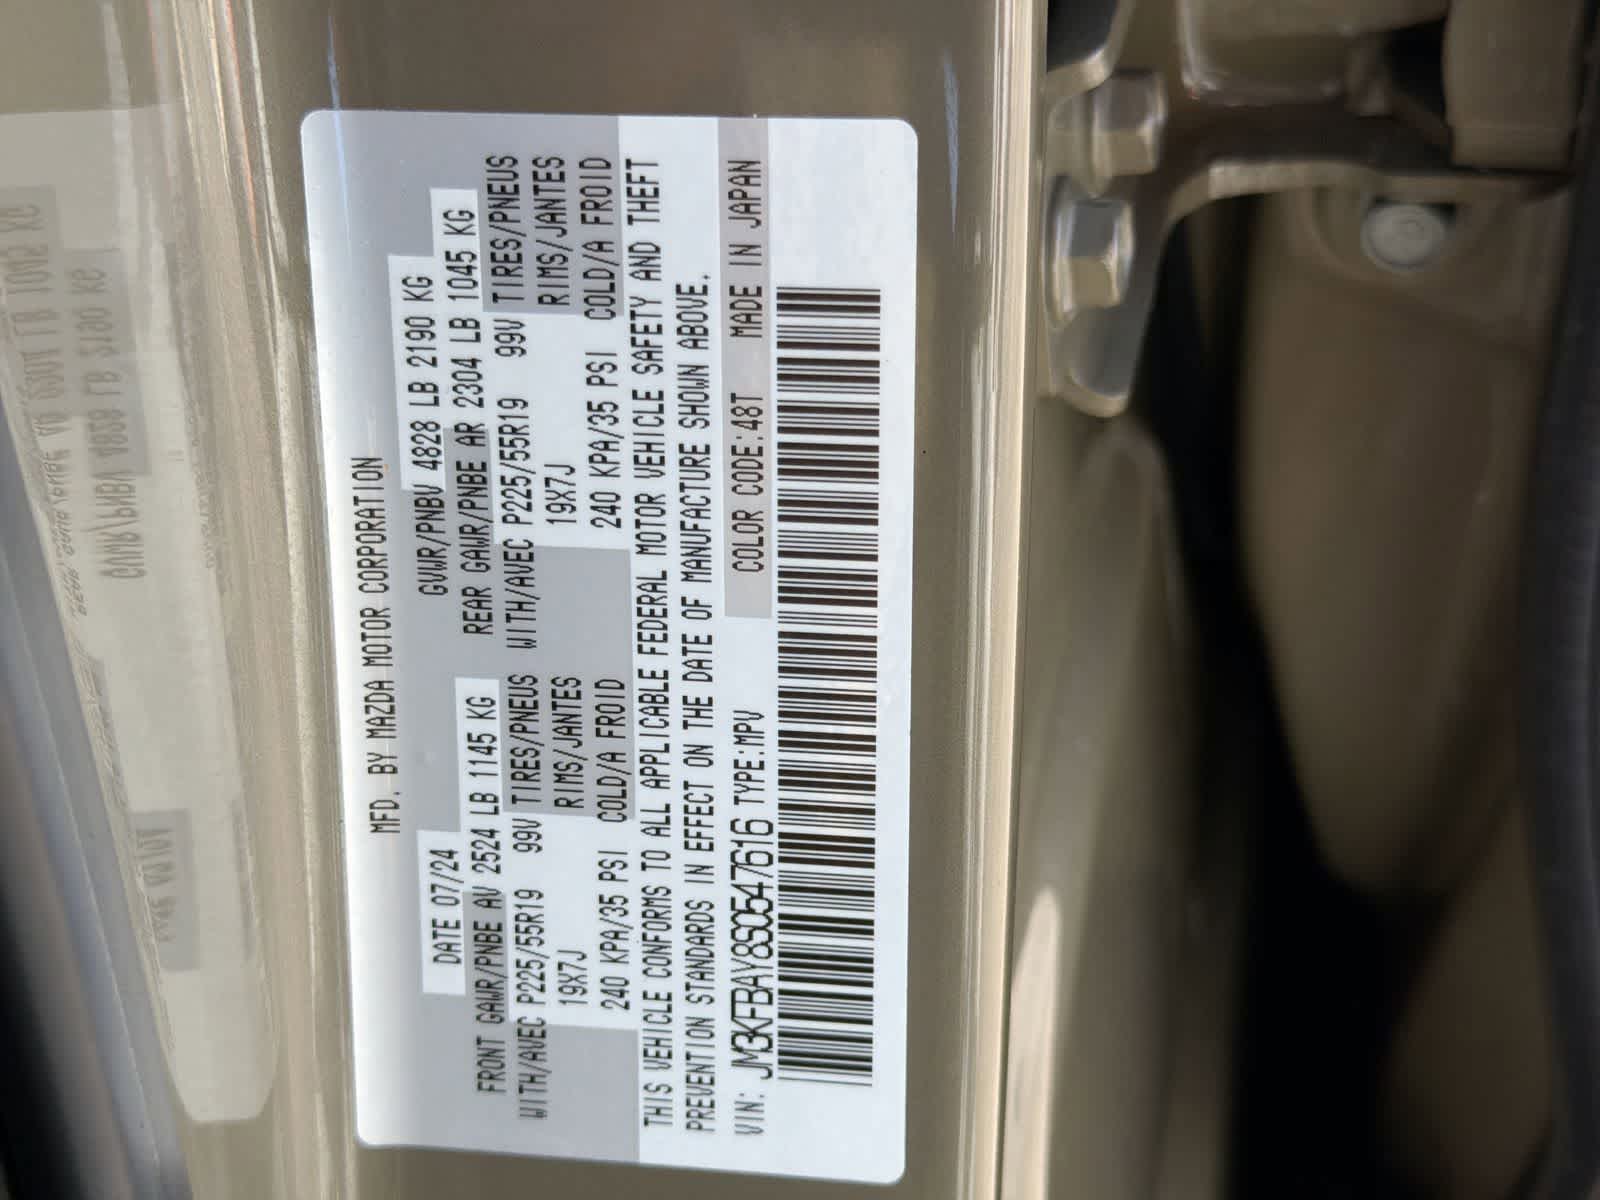 MFD. BY MAZDA MOTOR CORPORATION
DATE 07/24 GVWR/PNBV 4828 LB 2190 KG
FRONT GAWR/PNBE AV 2524 LB 1145 KG REAR GAWR/PNBE AR 2304 LB 1045 KG
WITH/AVEC P225/55R19 99V TIRES/PNEUS WITH/AVEC P225/55R19 99V TIRES/PNEUS
19X7J RIMS/JANTES 19X7J RIMS/JANTES
240 KPA/35 PSI COLD/A FROID 240 KPA/35 PSI COLD/A FROID
THIS VEHICLE CONFORMS TO ALL APPLICABLE FEDERAL MOTOR VEHICLE SAFETY AND THEFT
PREVENTION STANDARDS IN EFFECT ON THE DATE OF MANUFACTURE SHOWN ABOVE.
VIN: JM3KFBAY8S0547616 TYPE:MPV COLOR CODE:48T MADE IN JAPAN